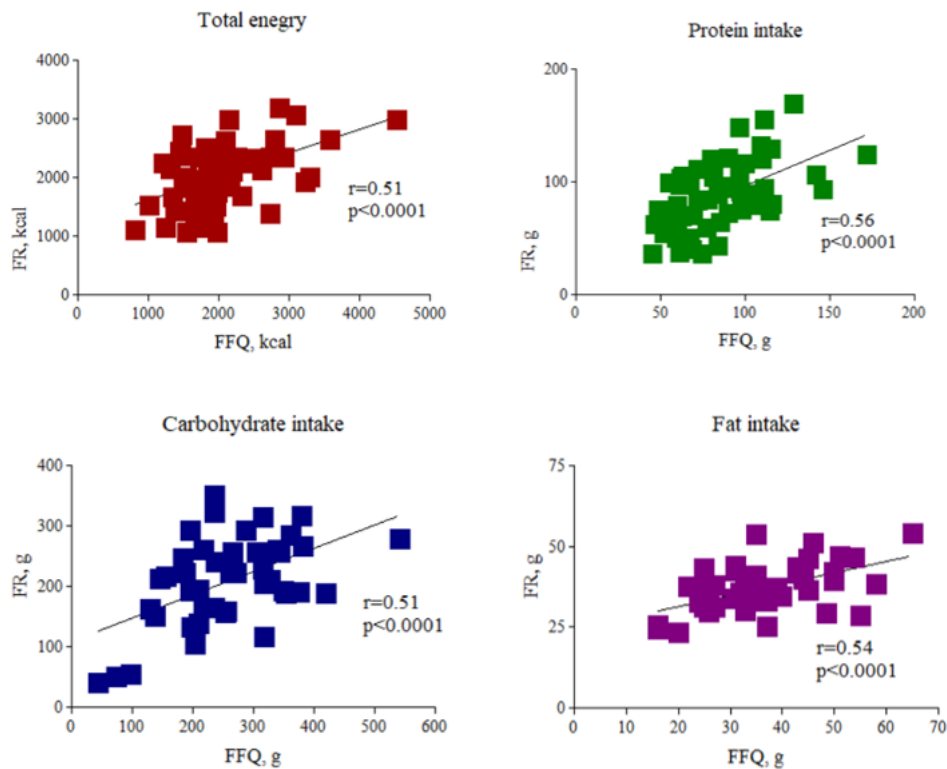 Total enegry
4000
3000
2000
1000
0
FR, kcal
r=0.51
p<0.0001
0 1000 2000 3000 4000 5000
FFQ, kcal
Protein intake
200
100
0
FR, g
r=0.56
p<0.0001
0 50 100 150 200
FFQ, g
Carbohydrate intake
400
300
200
100
0
FR, g
r=0.51
p<0.0001
0 100 200 300 400 500 600
FFQ, g
Fat intake
75
50
25
0
FR, g
r=0.54
p<0.0001
0 10 20 30 40 50 60 70
FFQ, g